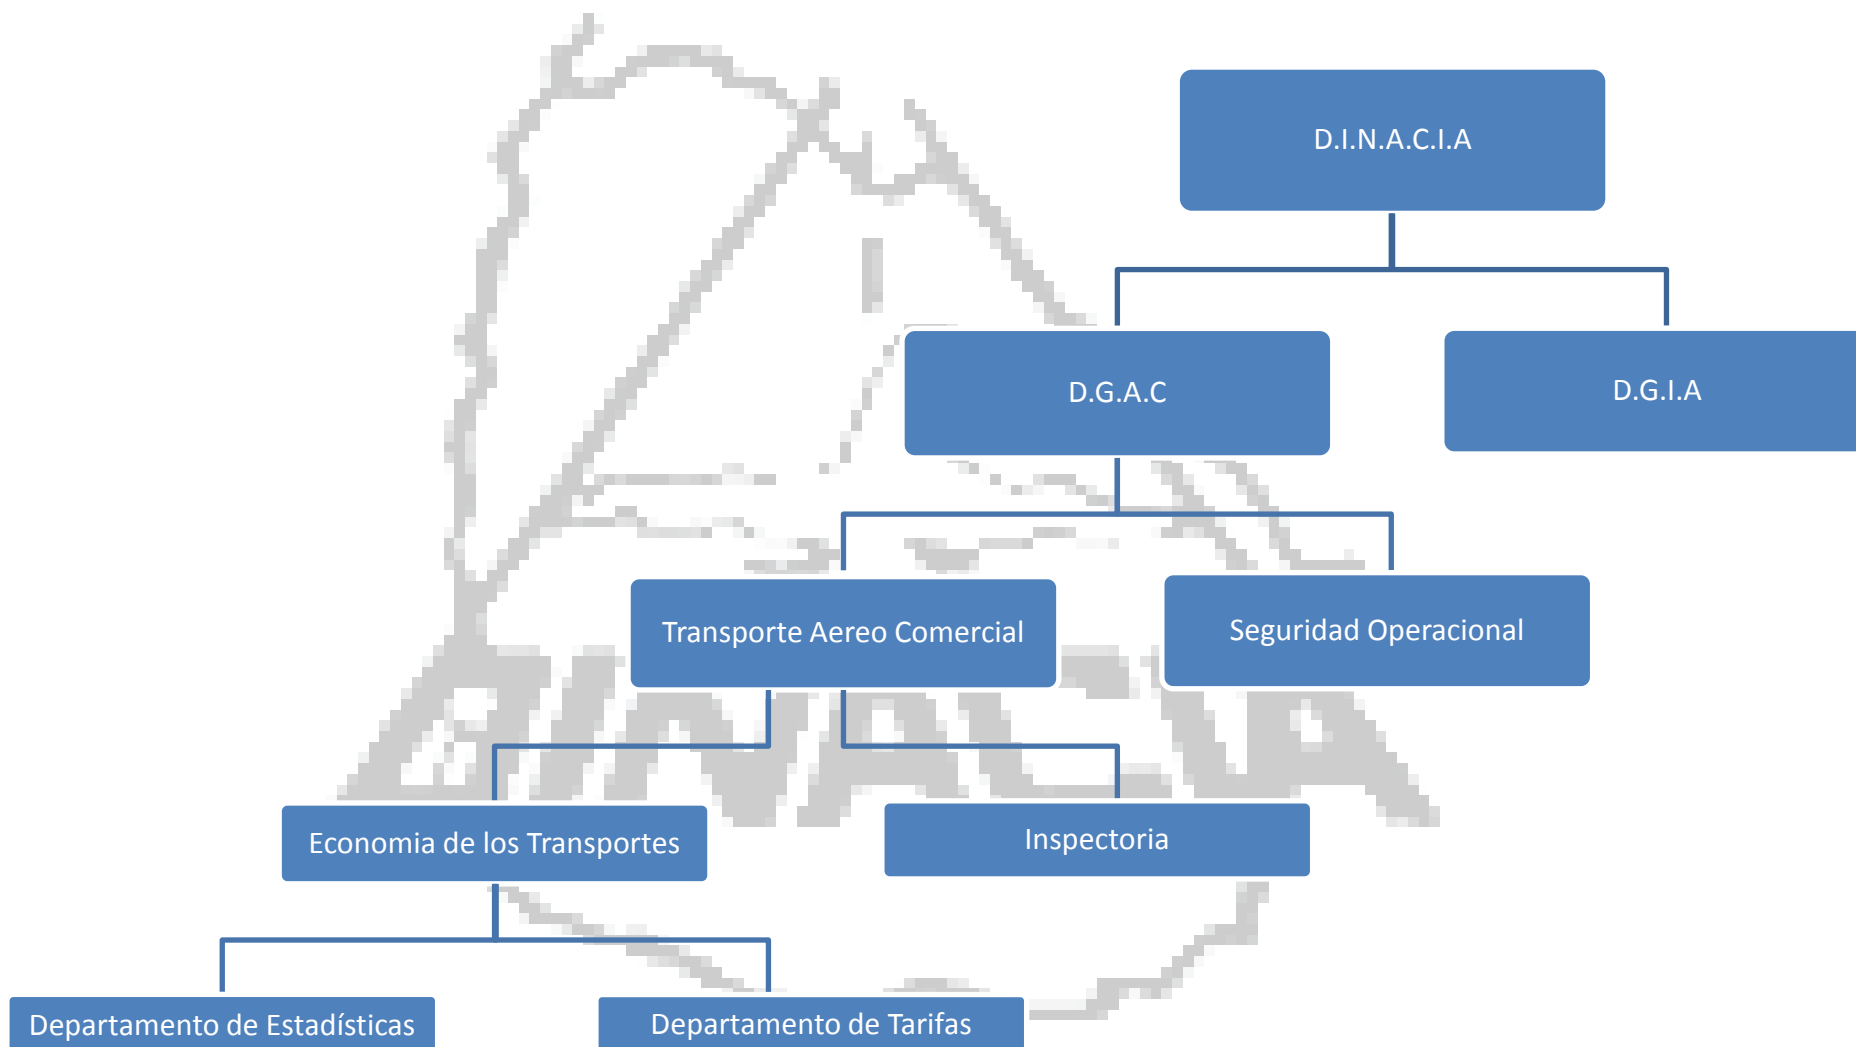 D.I.N.A.C.I.A
D.G.A.C
D.G.I.A
Transporte Aereo Comercial
Seguridad Operacional
Economia de los Transportes
Inspectoria
Departamento de Estadísticas
Departamento de Tarifas